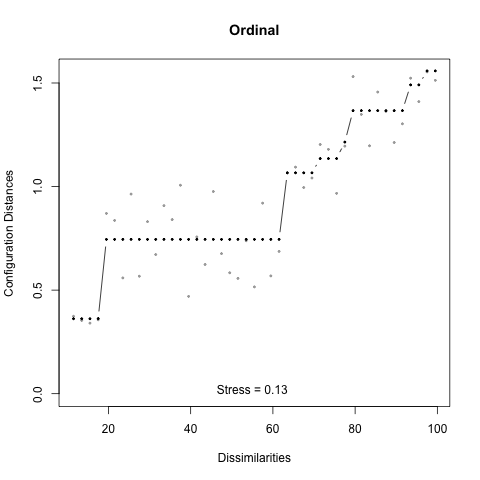 Ordinal
Configuration Distances
1.5
1.0
0.5
0.0
Stress = 0.13
20 40 60 80 100
Dissimilarities